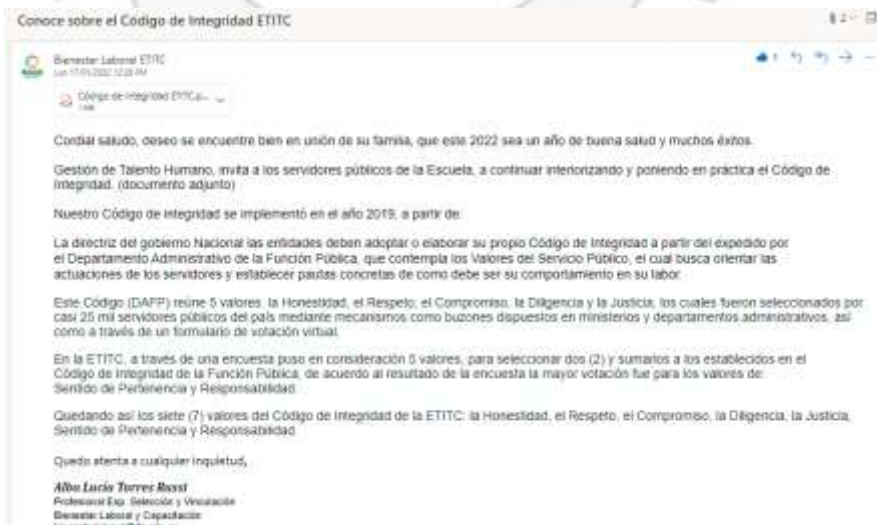 Conoce sobre el Código de Integridad ETITC
2
Bienestar Laboral ETITC
Lun 17/01/2022
1
Código de Integridad ETITC.p...
Cordial saludo, deseo se encuentre bien en unión de su familia, que este 2022 sea un año de buena salud y muchos éxitos.
Gestión de Talento Humano, invita a los servidores públicos de la Escuela, a continuar interiorizando y poniendo en práctica el Código de
Integridad. (documento adjunto)
Nuestro Código de integridad se implementó en el año 2019, a partir de:
La directriz del gobierno Nacional las entidades deben adoptar o elaborar su propio Código de Integridad a partir del expedido por
el Departamento Administrativo de la Función Pública, que contempla los Valores del Servicio Público, el cual busca orientar las
actuaciones de los servidores y establecer pautas concretas de como debe ser su comportamiento en su labor.
Este Código (DAFP) reúne 5 valores: la Honestidad, el Respeto, el Compromiso, la Diligencia y la Justicia, los cuales fueron seleccionados por
casi 25 mil servidores públicos del país mediante mecanismos como buzones dispuestos en ministerios y departamentos administrativos, así
como a través de un formulario de votación virtual.
En la ETITC, a través de una encuesta puso en consideración valores, para seleccionar dos (2) y sumarlos a los establecidos en el
Código de Integridad de la Función Pública, de acuerdo al resultado de la encuesta la mayor votación fue para los valores de:
Sentido de Pertenencia y Responsabilidad.
Quedando así los siete (7) valores del Código de Integridad de la ETITC: la Honestidad, el Respeto, el Compromiso, la Diligencia, la Justicia,
Sentido de Pertenencia y Responsabilidad.
Quedo atenta a cualquier inquietud,
Alba Lucía Torres Russi
Profesional Esp. Selección y Vinculación
Bienestar Laboral y Capacitación